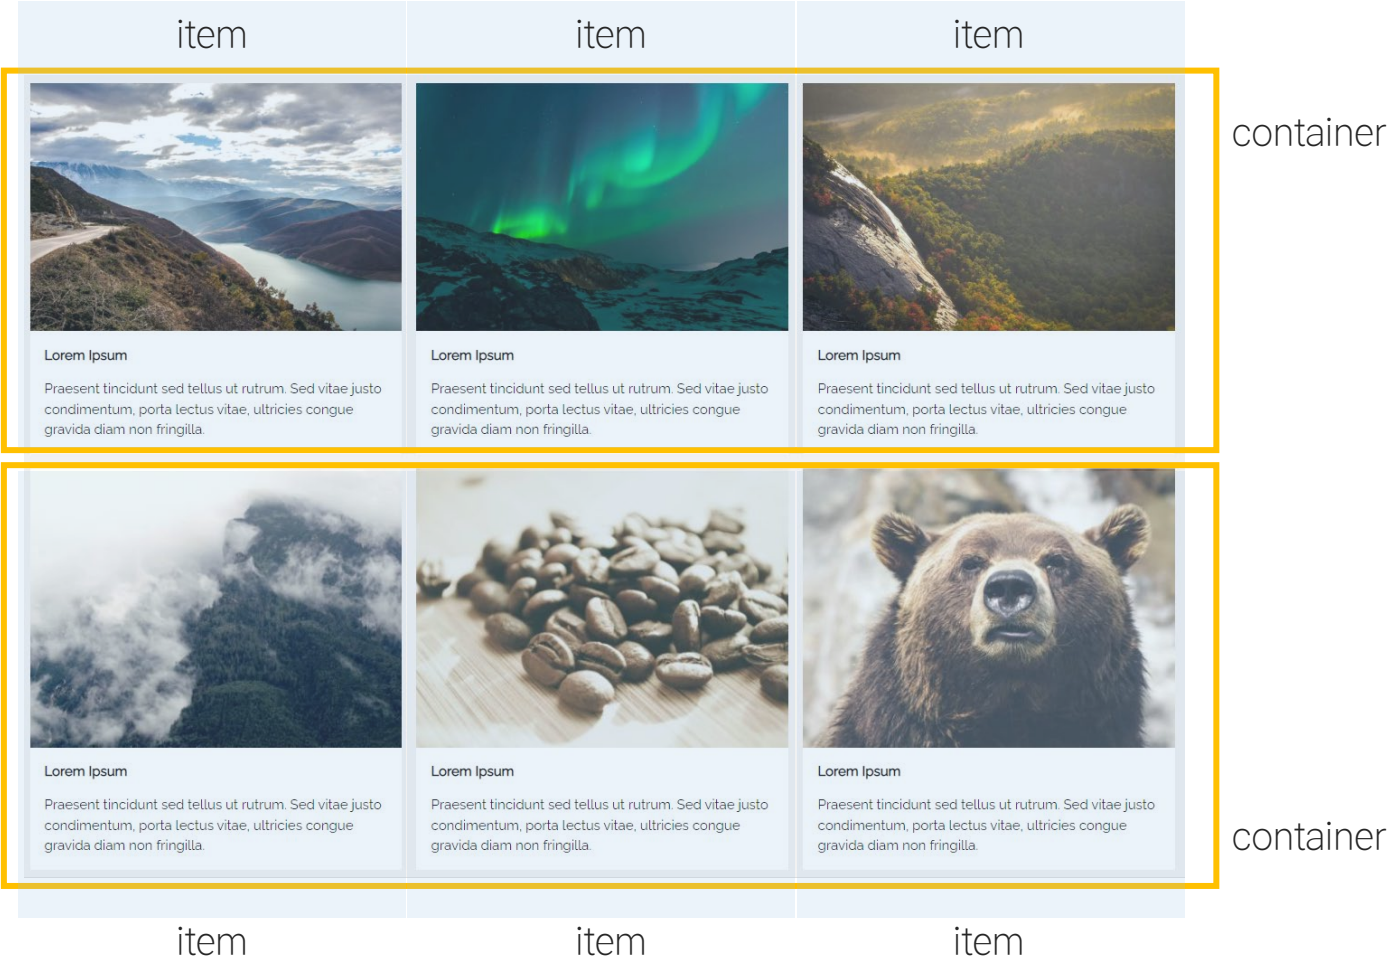 item item item
container
Lorem Ipsum
Praesent tincidunt sed tellus ut rutrum. Sed vitae justo
condimentum, porta lectus vitae, ultricies congue
gravida diam non fringilla.
Lorem Ipsum
Praesent tincidunt sed tellus ut rutrum. Sed vitae justo
condimentum, porta lectus vitae, ultricies congue
gravida diam non fringilla.
Lorem Ipsum
Praesent tincidunt sed tellus ut rutrum. Sed vitae justo
condimentum, porta lectus vitae, ultricies congue
gravida diam non fringilla.
Lorem Ipsum
Praesent tincidunt sed tellus ut rutrum. Sed vitae justo
condimentum, porta lectus vitae, ultricies congue
gravida diam non fringilla.
Lorem Ipsum
Praesent tincidunt sed tellus ut rutrum. Sed vitae justo
condimentum, porta lectus vitae, ultricies congue
gravida diam non fringilla.
Lorem Ipsum
Praesent tincidunt sed tellus ut rutrum. Sed vitae justo
condimentum, porta lectus vitae, ultricies congue
gravida diam non fringilla.
container
item item item